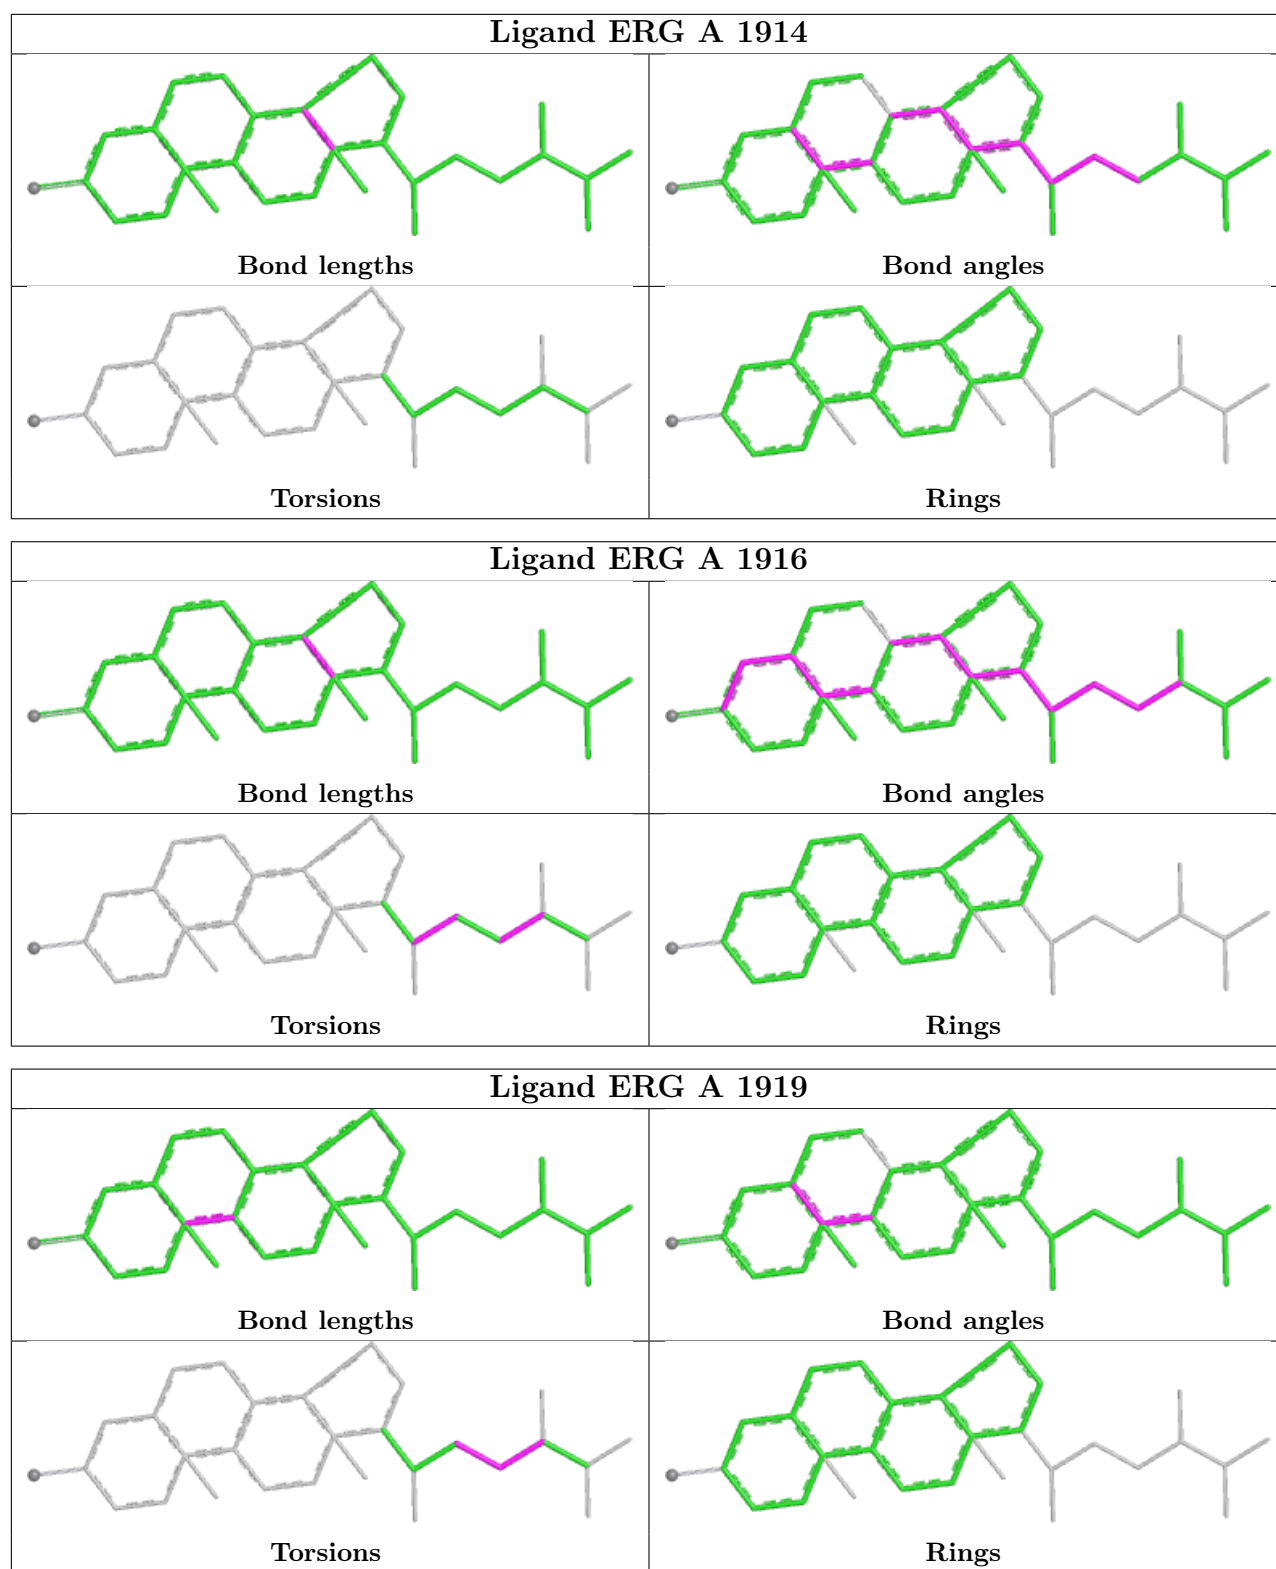 Ligand ERG A 1914
Bond lengths
Bond angles
Torsions
Rings
Ligand ERG A 1916
Bond lengths
Bond angles
Torsions
Rings
Ligand ERG A 1919
Bond lengths
Bond angles
Torsions
Rings